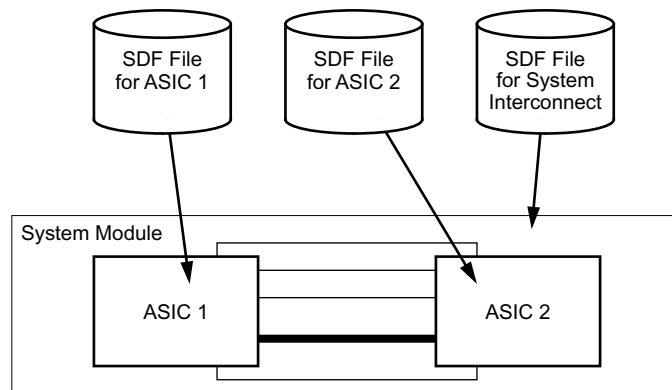 SDF File
for ASIC 1
SDF File
for ASIC 2
SDF File
for System
Interconnect
System Module
ASIC 1
ASIC 2